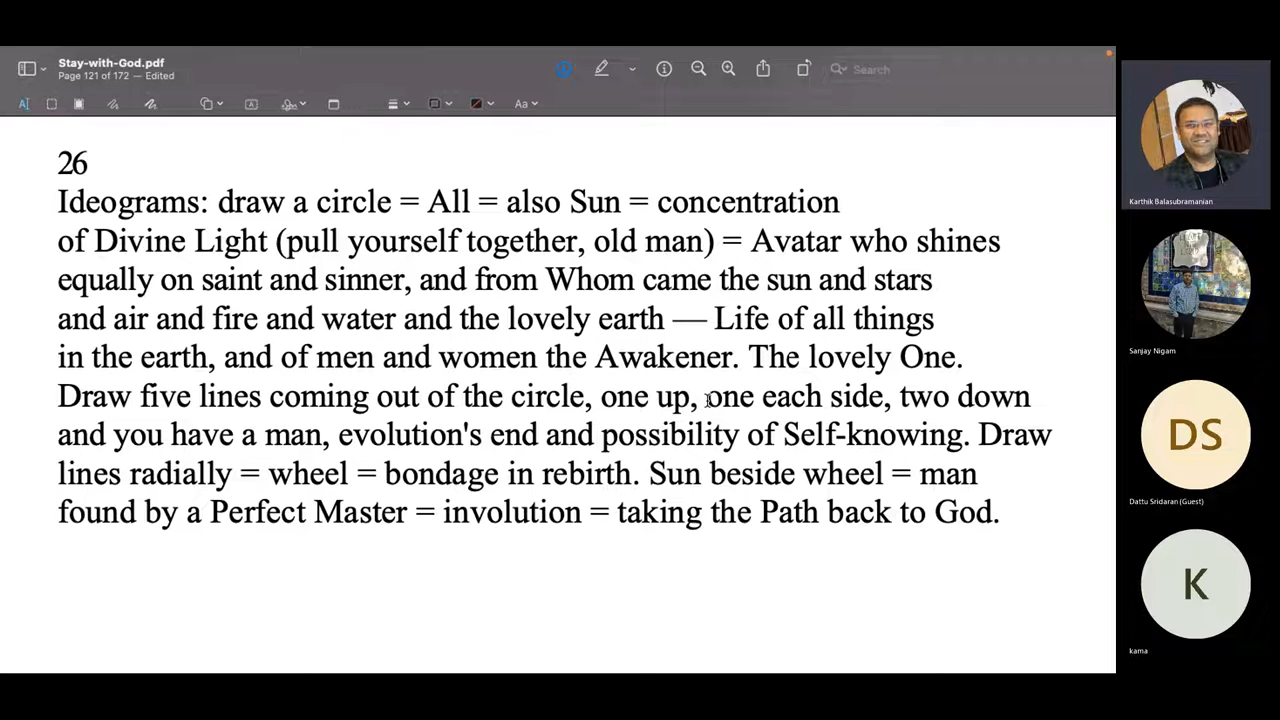 Stay-with-God.pdf
Page 121 of 172 — Edited
Search
Aa
26
Ideograms: draw a circle = All = also Sun = concentration
of Divine Light (pull yourself together, old man) = Avatar who shines
equally on saint and sinner, and from Whom came the sun and stars
and air and fire and water and the lovely earth — Life of all things
in the earth, and of men and women the Awakener. The lovely One.
Draw five lines coming out of the circle, one up, one each side, two down
and you have a man, evolution's end and possibility of Self-knowing. Draw
lines radially = wheel = bondage in rebirth. Sun beside wheel = man
found by a Perfect Master = involution = taking the Path back to God.
Karthik Balasubramanian
Sanjay Nigam
DS
Dattu Sridaran (Guest)
K
kama